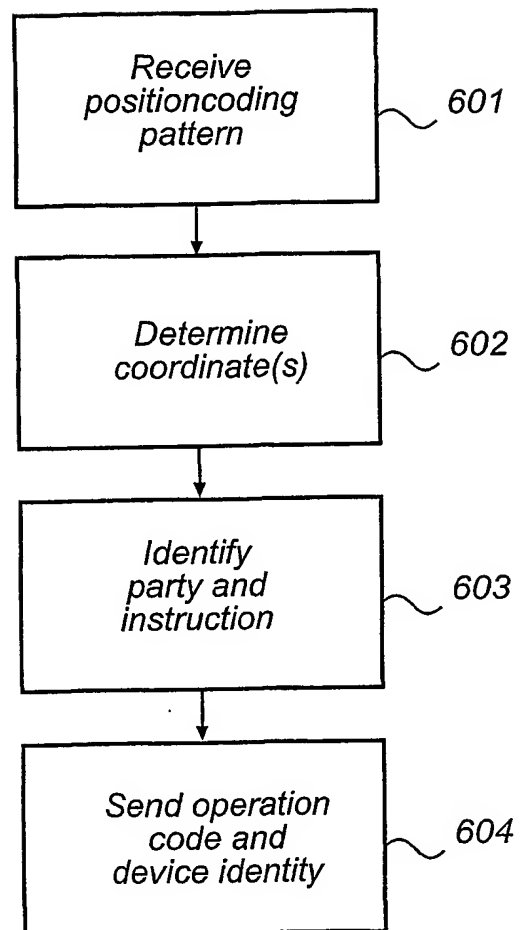 Receive
positioncoding
pattern
601
Determine
coordinate(s)
602
Identify
party and
instruction
603
Send operation
code and
device identity
604